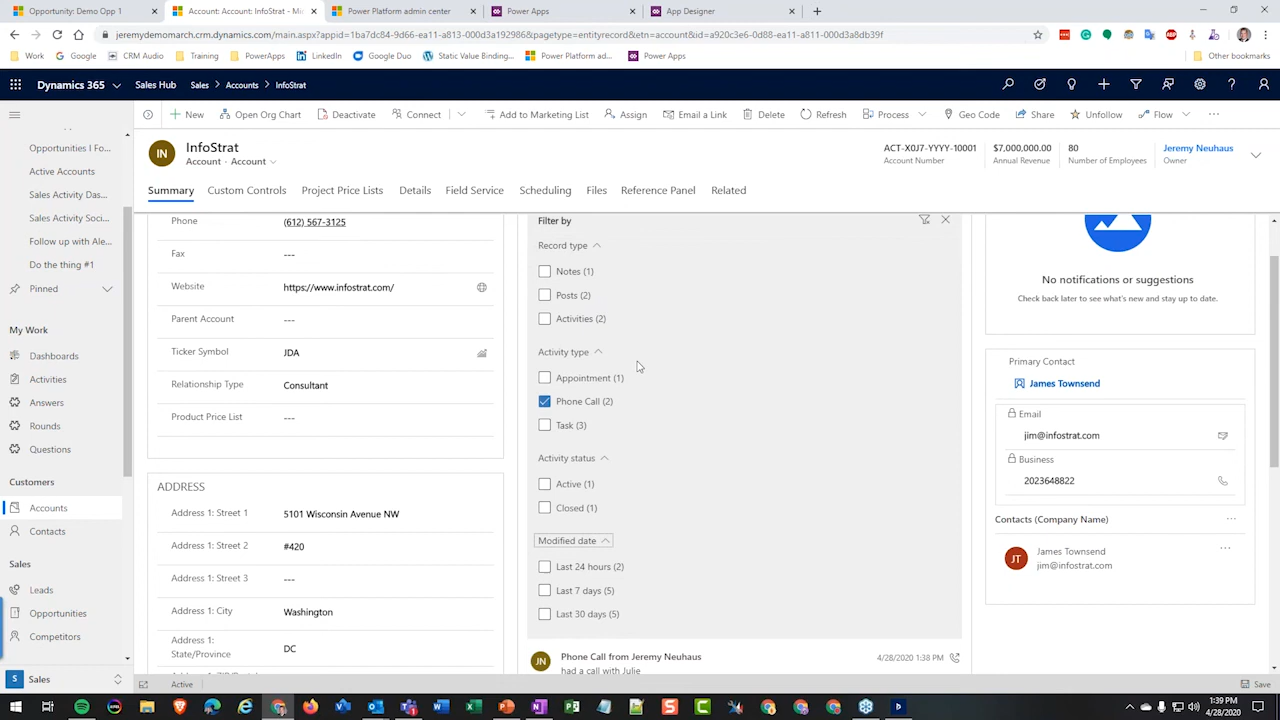 Opportunity: Demo Opp 1
Account: Account: InfoStrat - Mic
Power Platform admin center
Power Apps
App Designer
jeremydemomarch.crm.dynamics.com/main.aspx?appid=1ba7dc84-9d66-ea11-a813-000d3a192986&pagetype=entityrecord&etn=account&id=a920c3e6-0d88-ea11-a811-000d3a8db39f
Work
Google
CRM Audio
Training
PowerApps
LinkedIn
Google Duo
Static Value Binding...
Power Platform ad...
Power Apps
Other bookmarks
Dynamics 365
Sales Hub
Sales > Accounts > InfoStrat
New
Open Org Chart
Deactivate
Connect
Add to Marketing List
Assign
Email a Link
Delete
Refresh
Process
Geo Code
Share
Unfollow
Flow
IN
InfoStrat
Account · Account
ACT-X0J7-YYYY-10001
Account Number
$7,000,000.00
Annual Revenue
80
Number of Employees
Jeremy Neuhaus
Owner
Summary
Custom Controls
Project Price Lists
Details
Field Service
Scheduling
Files
Reference Panel
Related
Opportunities I Fo...
Active Accounts
Sales Activity Das...
Sales Activity Soci...
Follow up with Ale...
Do the thing #1
Pinned
My Work
Dashboards
Activities
Answers
Rounds
Questions
Customers
Accounts
Contacts
Sales
Leads
Opportunities
Competitors
S
Sales
Phone
(612) 567-3125
Fax
---
Website
https://www.infostrat.com/
Parent Account
---
Ticker Symbol
JDA
Relationship Type
Consultant
Product Price List
---
ADDRESS
Address 1: Street 1
5101 Wisconsin Avenue NW
Address 1: Street 2
#420
Address 1: Street 3
---
Address 1: City
Washington
Address 1:
State/Province
DC
Filter by
Record type
Notes (1)
Posts (2)
Activities (2)
Activity type
Appointment (1)
Phone Call (2)
Task (3)
Activity status
Active (1)
Closed (1)
Modified date
Last 24 hours (2)
Last 7 days (5)
Last 30 days (5)
JN
Phone Call from Jeremy Neuhaus
4/28/2020 1:38 PM
had a call with Julie
No notifications or suggestions
Check back later to see what's new and stay up to date.
Primary Contact
James Townsend
Email
jim@infostrat.com
Business
2023648822
Contacts (Company Name)
JT
James Townsend
jim@infostrat.com
Active
Save
1:39 PM
4/28/2020